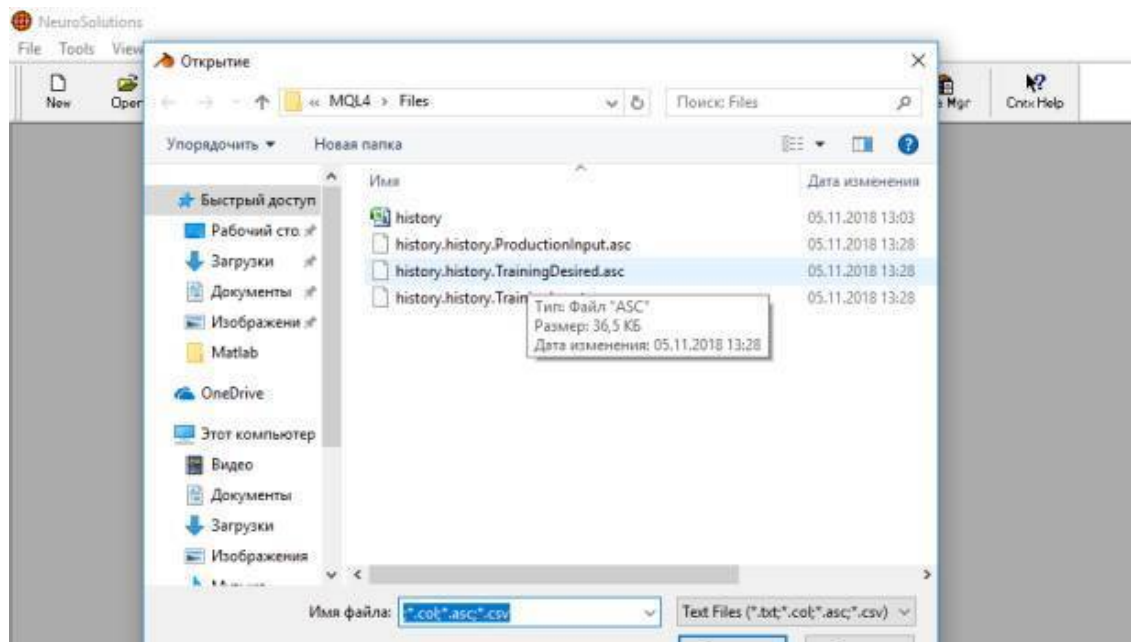 NeuroSolutions
File Tools View
Открытие
New
Open
Mgr
Cntx Help
« MQL4 › Files
Поиск: Files
Упорядочить
Новая папка
Имя
Дата изменения
Быстрый доступ
Рабочий сто
Загрузки
Документы
Изображени
Matlab
OneDrive
Этот компьютер
Видео
Документы
Загрузки
Изображения
history 05.11.2018 13:03
history.history.ProductionInput.asc 05.11.2018 13:28
history.history.TrainingDesired.asc 05.11.2018 13:28
history.history.Train 05.11.2018 13:28
Тип: Файл "ASC"
Размер: 36,5 КБ
Дата изменения: 05.11.2018 13:28
Имя файла: *.col;*.asc;*.csv
Text Files (*.txt;*.col;*.asc;*.csv)